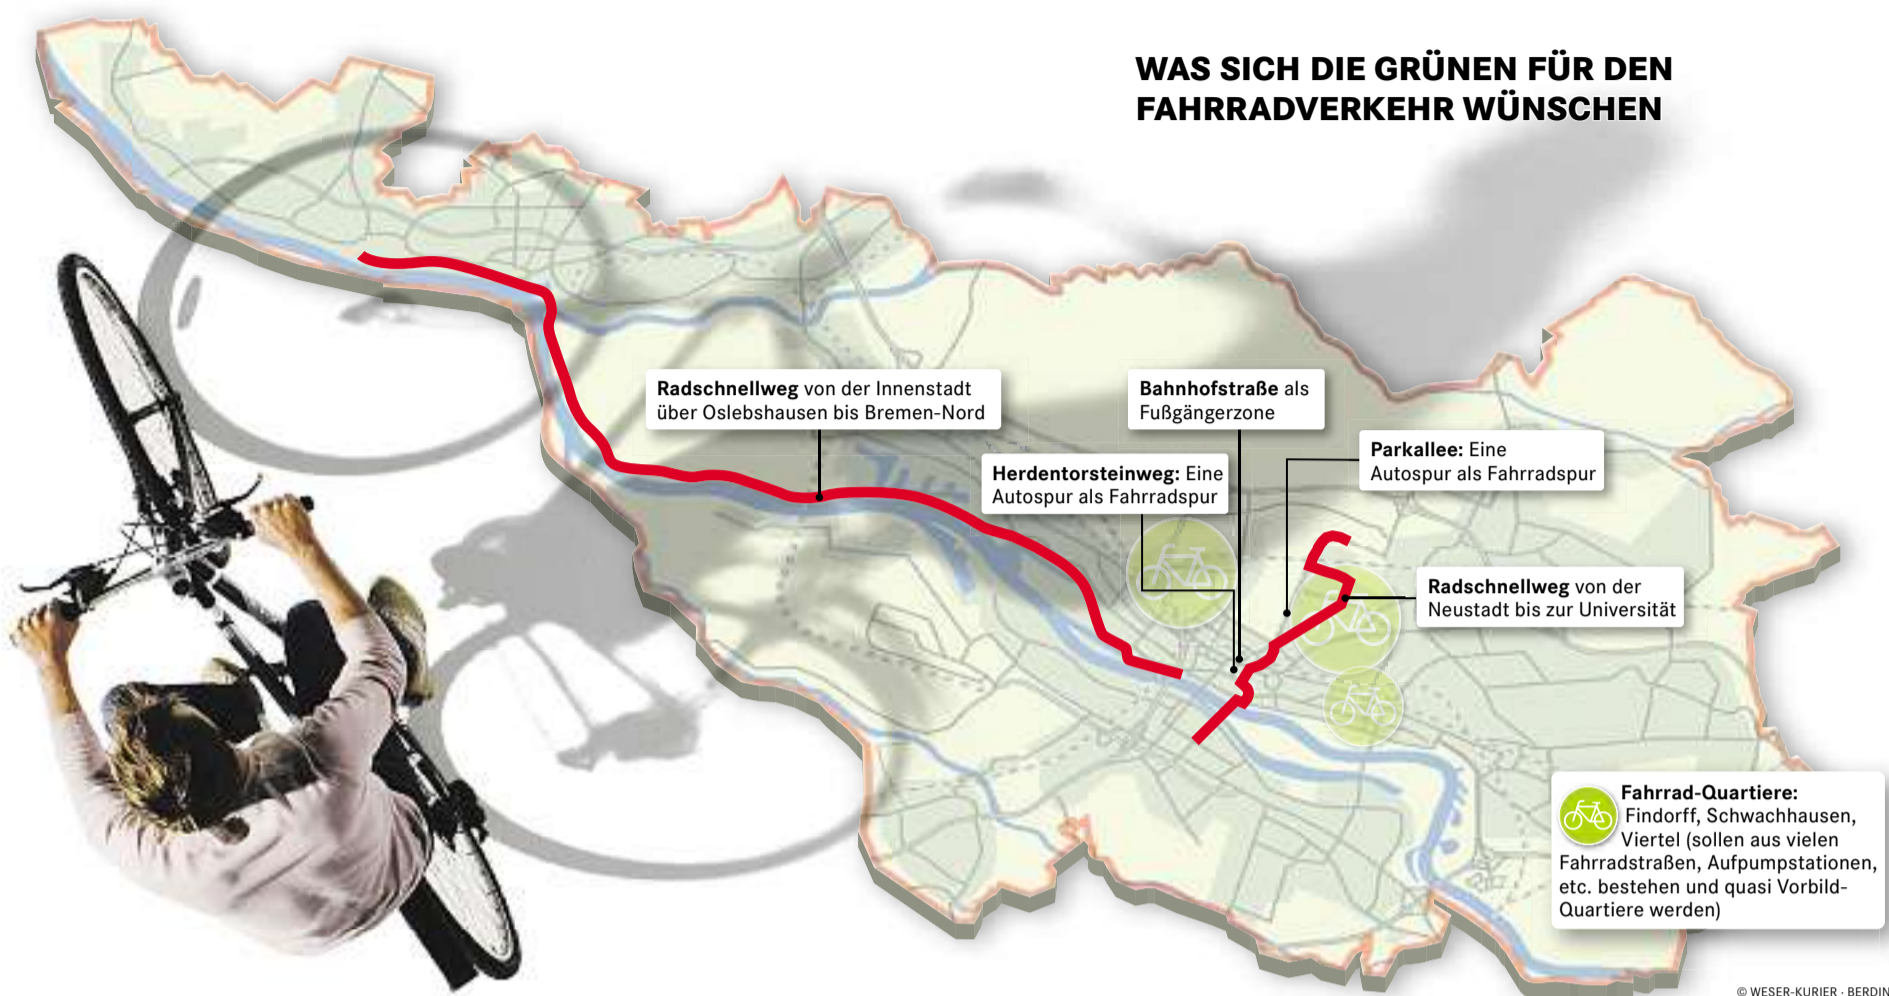 WAS SICH DIE GRÜNEN FÜR DEN
FAHRRADVERKEHR WÜNSCHEN
Radschnellweg von der Innenstadt
über Oslebshausen bis Bremen-Nord
Bahnhofstraße als
Fußgängerzone
Herdentorsteinweg: Eine
Autospur als Fahrradspur
Parkallee: Eine
Autospur als Fahrradspur
Radschnellweg von der
Neustadt bis zur Universität
Fahrrad-Quartiere:
Findorff, Schwachhausen,
Viertel (sollen aus vielen
Fahrradstraßen, Aufpumpstationen,
etc. bestehen und quasi Vorbild-
Quartiere werden)
© WESER-KURIER · BERDIN